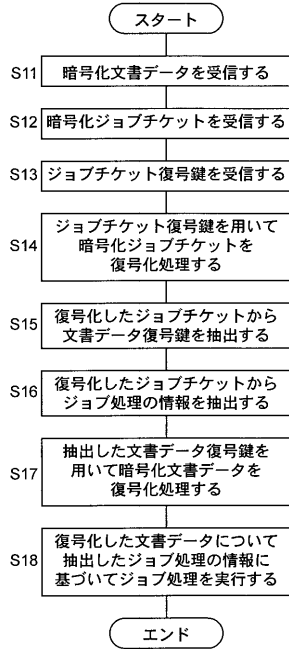 スタート
S11 暗号化文書データを受信する
S12 暗号化ジョブチケットを受信する
S13 ジョブチケット復号鍵を受信する
ジョブチケット復号鍵を用いて
S14 暗号化ジョブチケットを
復号化処理する
S15 復号化したジョブチケットから
文書データ復号鍵を抽出する
S16 復号化したジョブチケットから
ジョブ処理の情報を抽出する
抽出した文書データ復号鍵を
S17 用いて暗号化文書データを
復号化処理する
復号化した文書データについて
S18 抽出したジョブ処理の情報に
基づいてジョブ処理を実行する
エンド